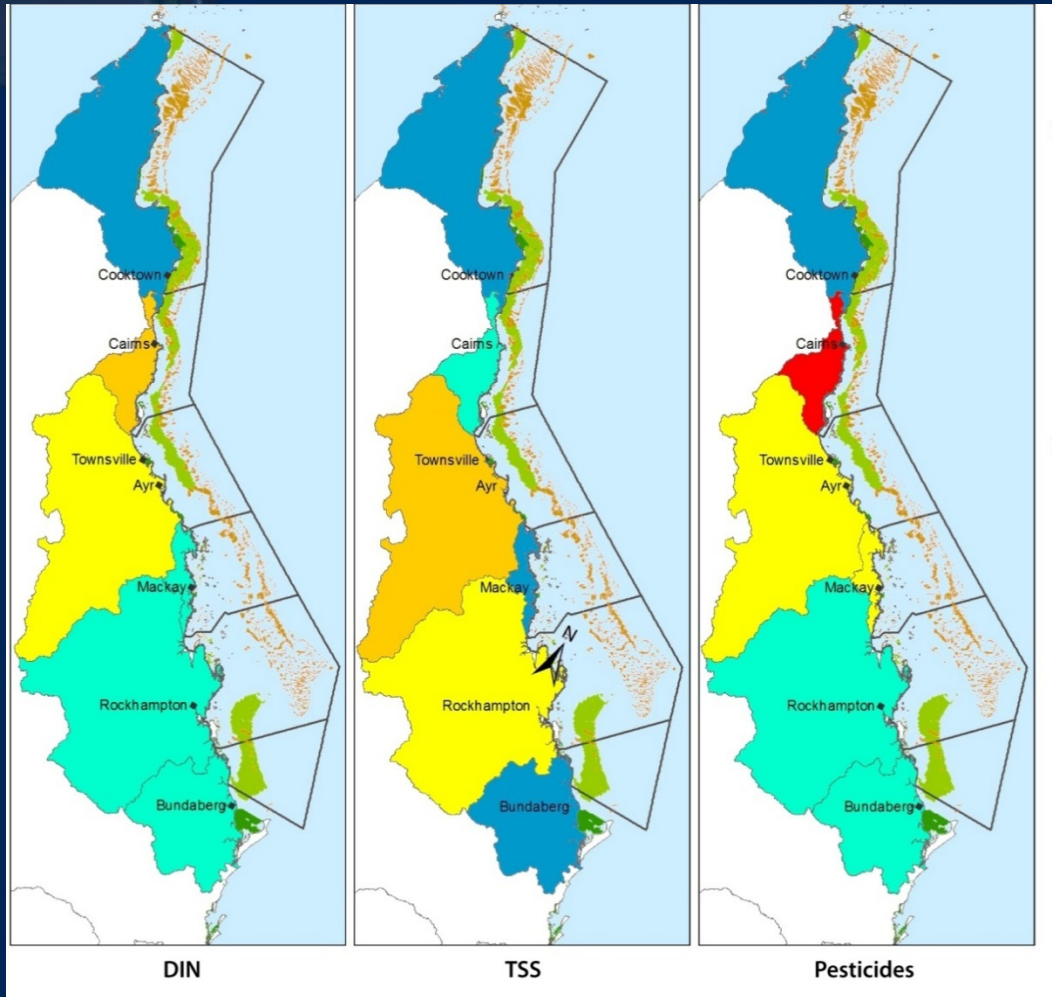 Cooktown
Cairns
Townsville
Ayr
Mackay
Rockhampton
Bundaberg
DIN
Cooktown
Cairns
Townsville
Ayr
Mackay
N
Rockhampton
Bundaberg
TSS
Cooktown
Cairns
Townsville
Ayr
Mackay
Rockhampton
Bundaberg
Pesticides